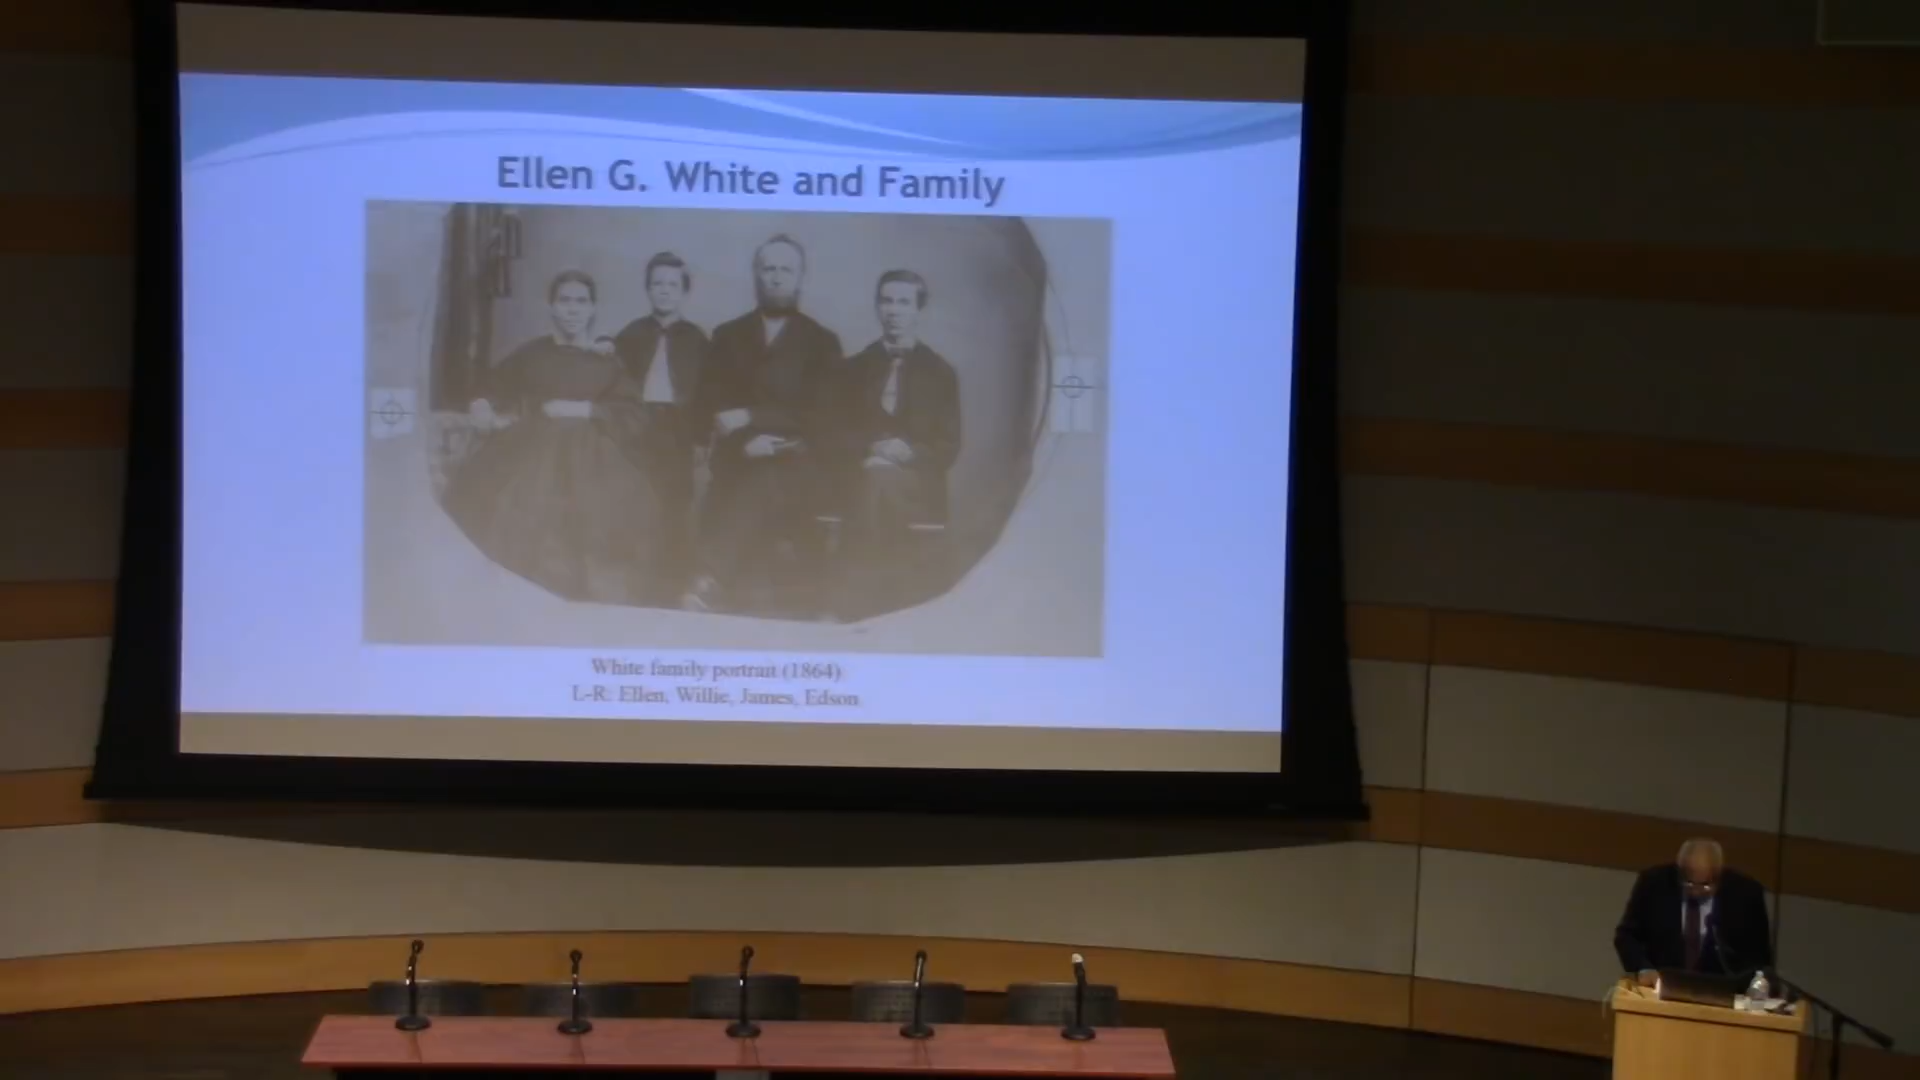 Ellen G. White and Family
White family portrait (1864)
L-R: Ellen, Willie, James, Edson